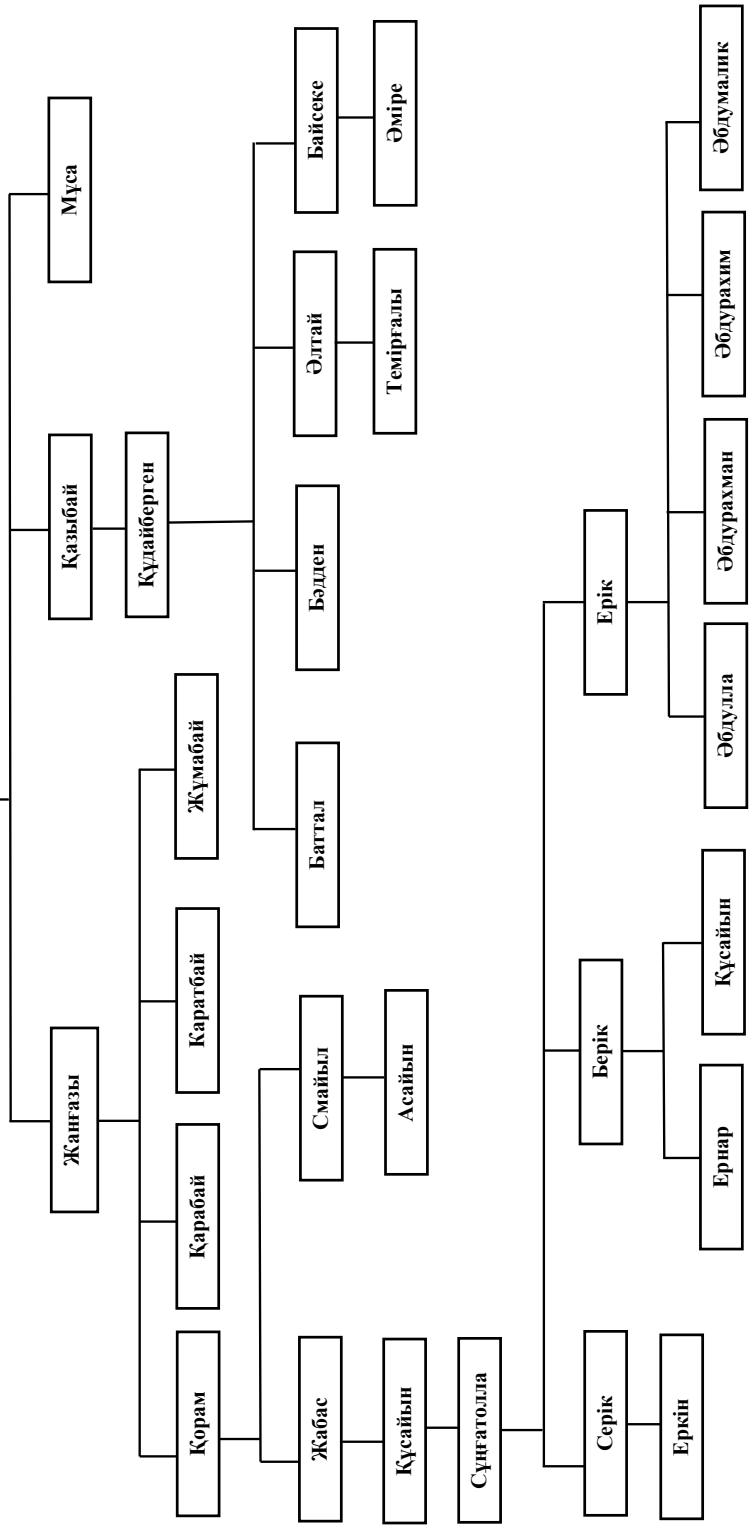 Жанғазы
Қазыбай
Мұса
Қорам
Қарабай
Каратбай
Жұмабай
Құдайберген
Жабас
Смайыл
Баттал
Бәдден
Әлтай
Байсеке
Құсайын
Асайын
Темірғалы
Әміре
Сұңғатолла
Серік
Берік
Ерік
Еркін
Ернар
Құсайын
Әбдулла
Әбдурахман
Әбдурахим
Әбдумалик